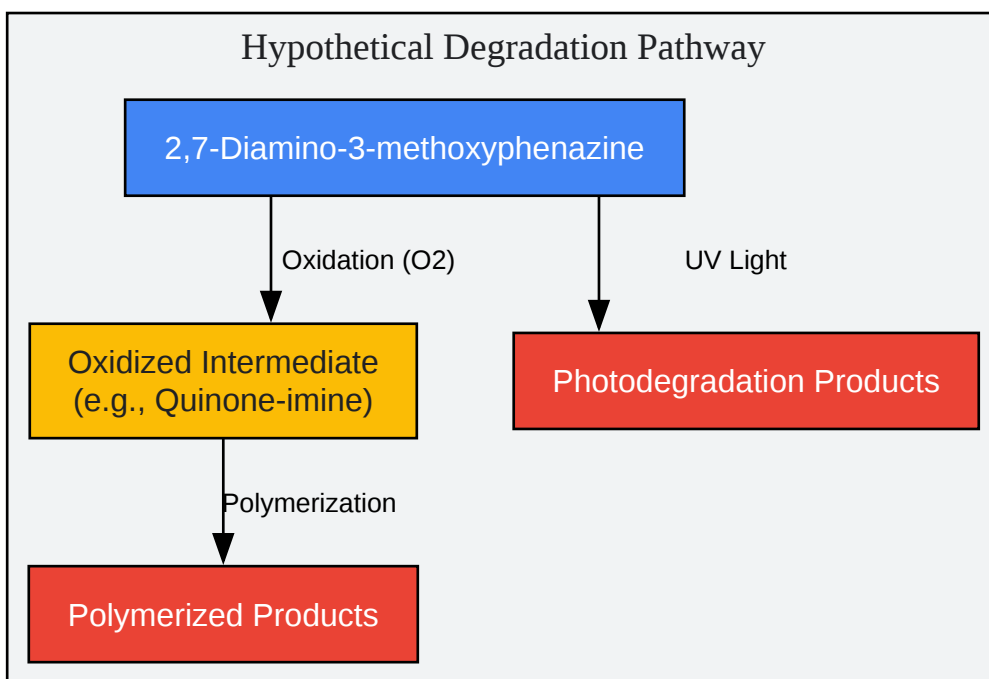 Hypothetical Degradation Pathway
2,7-Diamino-3-methoxyphenazine
Oxidation (O2)
UV Light
Oxidized Intermediate
(e.g., Quinone-imine)
Photodegradation Products
Polymerization
Polymerized Products